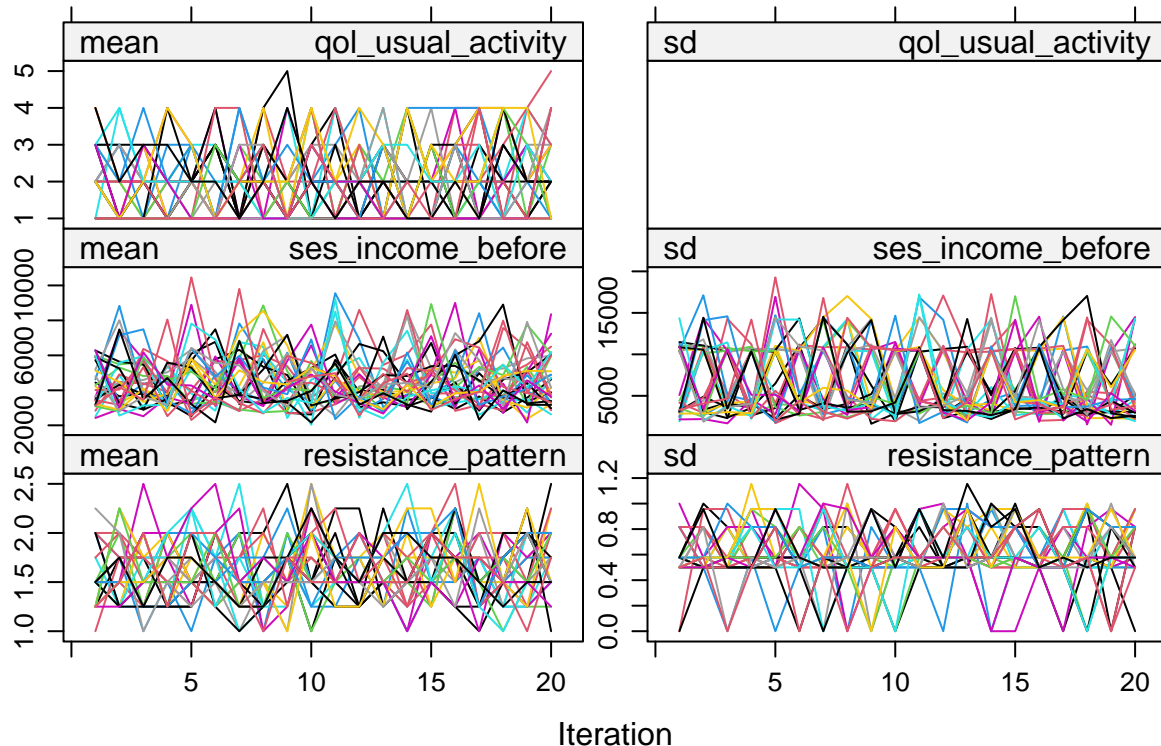 mean qol_usual_activity
sd qol_usual_activity
5
4
3
2
1
mean ses_income_before
sd ses_income_before
10000
6000
2000
15000
5000
mean resistance_pattern
sd resistance_pattern
2.5
2.0
1.5
1.0
1.2
0.8
0.4
0.0
5 10 15 20
5 10 15 20
Iteration